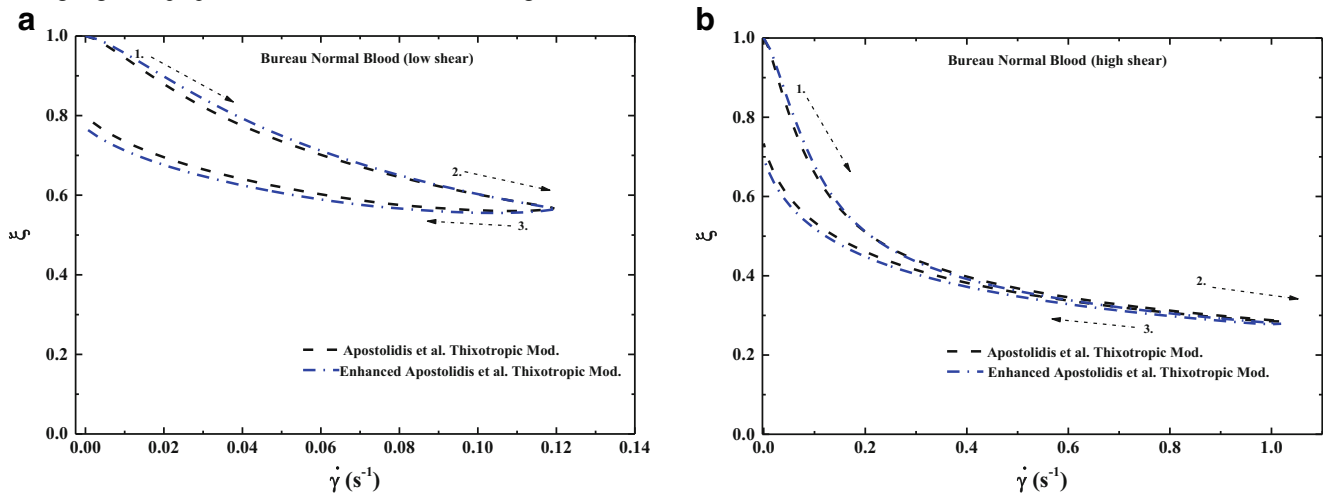 a
Bureau Normal Blood (low shear)
1.
2.
3.
Apostolidis et al. Thixotropic Mod.
Enhanced Apostolidis et al. Thixotropic Mod.
1.0
0.8
0.6
0.4
0.2
0.0
ξ
0.00 0.02 0.04 0.06 0.08 0.10 0.12 0.14
γ̇ (s⁻¹)
b
Bureau Normal Blood (high shear)
1.
2.
3.
Apostolidis et al. Thixotropic Mod.
Enhanced Apostolidis et al. Thixotropic Mod.
1.0
0.8
0.6
0.4
0.2
0.0
ξ
0.0 0.2 0.4 0.6 0.8 1.0
γ̇ (s⁻¹)